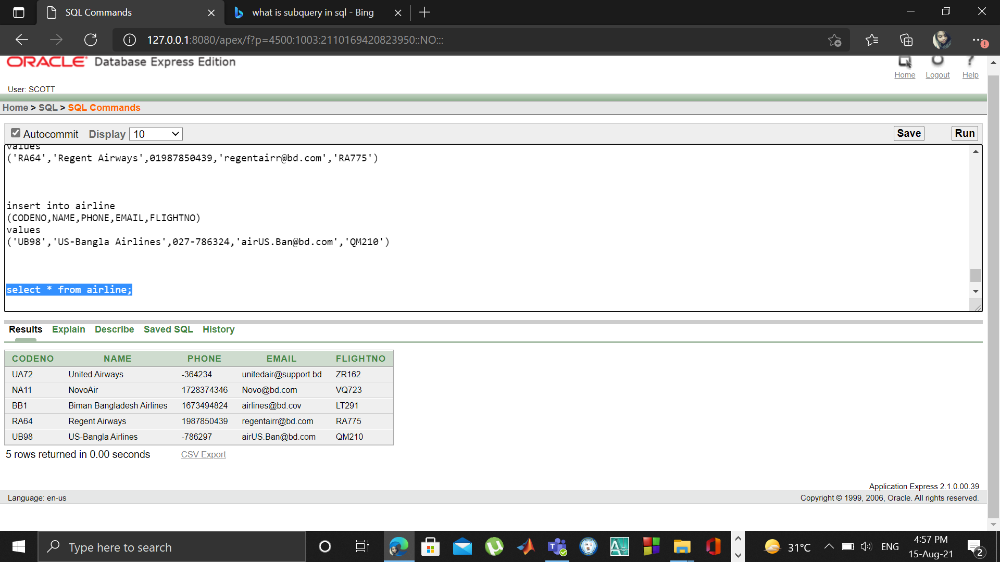 SQL Commands
what is subquery in sql - Bing
127.0.0.1:8080/apex/f?p=4500:1003:2110169420823950::NO:::
ORACLE Database Express Edition
Home Logout Help
User: SCOTT
Home > SQL > SQL Commands
Autocommit Display 10 Save Run
values
('RA64','Regent Airways',01987850439,'regentairr@bd.com','RA775')
insert into airline
(CODENO,NAME,PHONE,EMAIL,FLIGHTNO)
values
('UB98','US-Bangla Airlines',027-786324,'airUS.Ban@bd.com','QM210')
select * from airline;
Results Explain Describe Saved SQL History
CODENO NAME PHONE EMAIL FLIGHTNO
UA72 United Airways -364234 unitedair@support.bd ZR162
NA11 NovoAir 1728374346 Novo@bd.com VQ723
BB1 Biman Bangladesh Airlines 1673494824 airlines@bd.cov LT291
RA64 Regent Airways 1987850439 regentairr@bd.com RA775
UB98 US-Bangla Airlines -786297 airUS.Ban@bd.com QM210
5 rows returned in 0.00 seconds CSV Export
Application Express 2.1.0.00.39
Language: en-us Copyright © 1999, 2006, Oracle. All rights reserved.
Type here to search
31°C ENG
4:57 PM
15-Aug-21
2